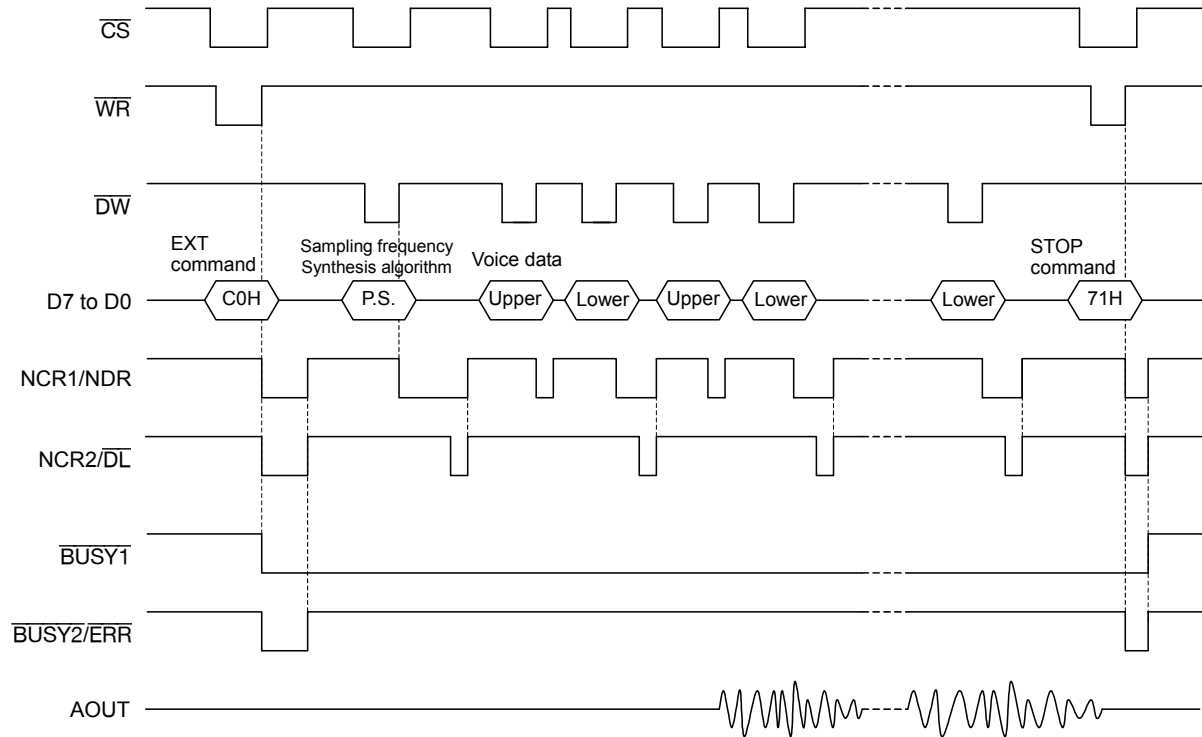 CS
WR
DW
EXT
command
Sampling frequency
Synthesis algorithm
Voice data
STOP
command
D7 to D0
C0H
P.S.
Upper
Lower
Upper
Lower
Lower
71H
NCR1/NDR
NCR2/DL
BUSY1
BUSY2/ERR
AOUT